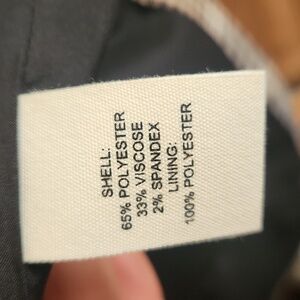 SHELL:
65% POLYESTER
33% VISCOSE
2% SPANDEX
LINING:
100% POLYESTER